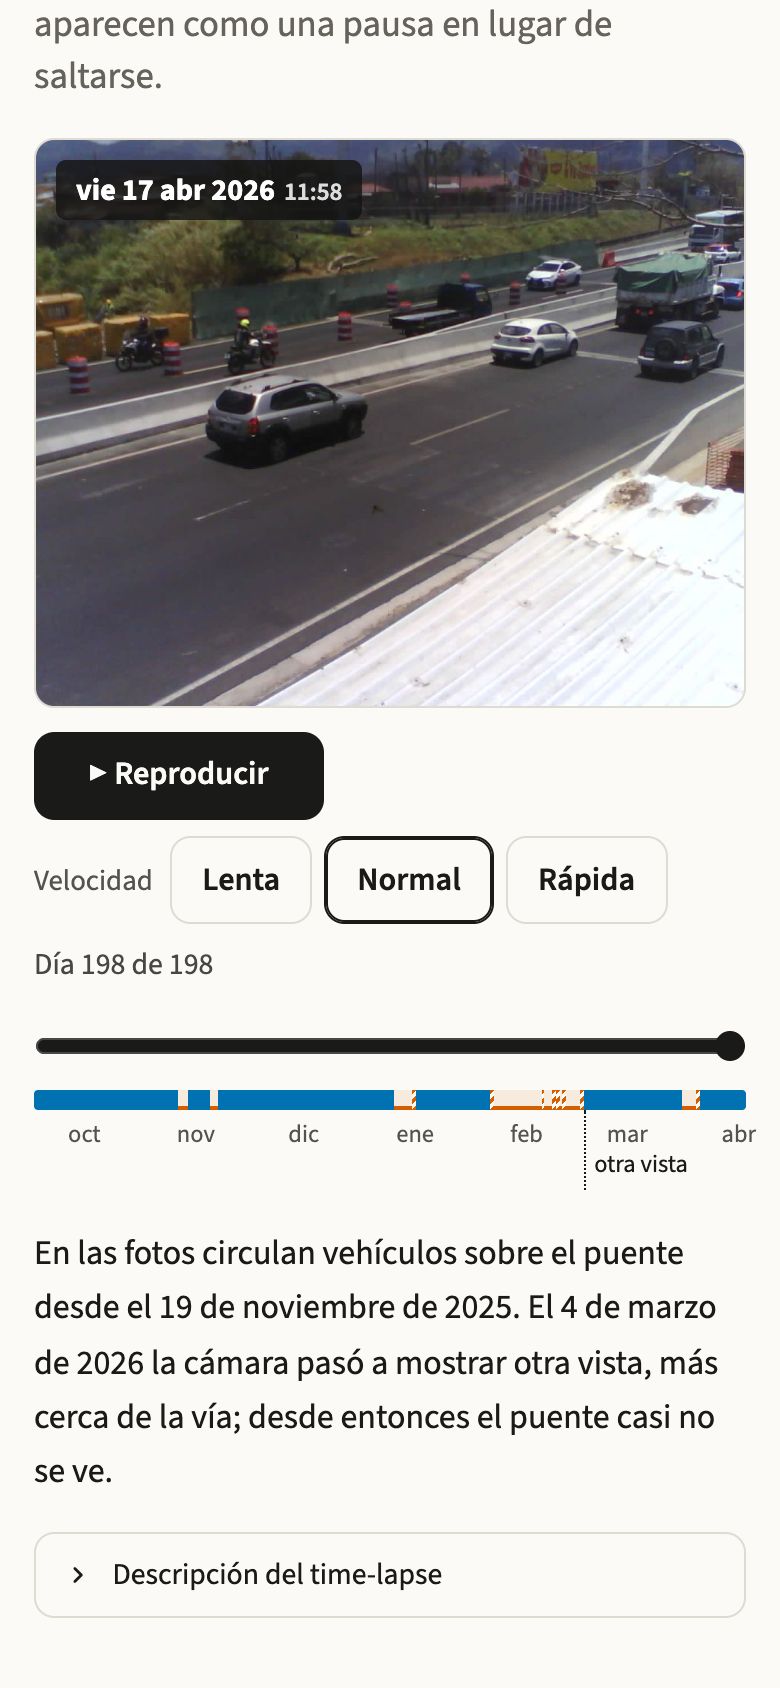 aparecen como una pausa en lugar de
saltarse.
vie 17 abr 2026 11:58
▶ Reproducir
Velocidad
Lenta
Normal
Rápida
Día 198 de 198
oct nov dic ene feb mar abr
otra vista
En las fotos circulan vehículos sobre el puente
desde el 19 de noviembre de 2025. El 4 de marzo
de 2026 la cámara pasó a mostrar otra vista, más
cerca de la vía; desde entonces el puente casi no
se ve.
Descripción del time-lapse